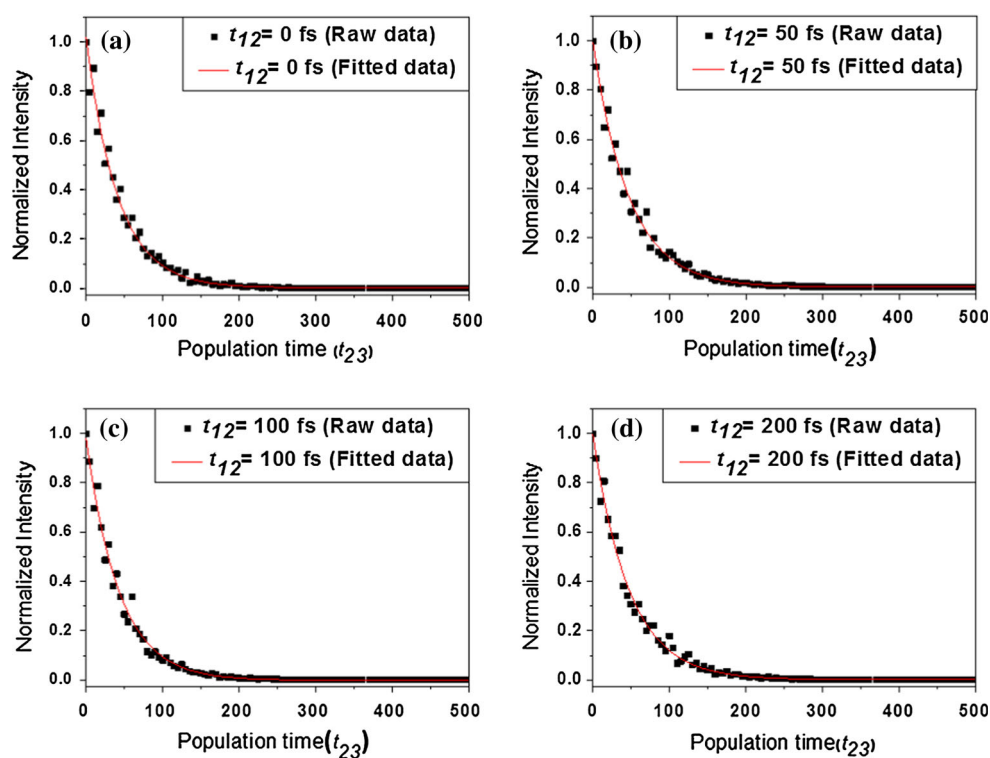 (a)
t12= 0 fs (Raw data)
t12= 0 fs (Fitted data)
Normalized Intensity
1.0
0.8
0.6
0.4
0.2
0.0
0 100 200 300 400 500
Population time (t23)
(b)
t12= 50 fs (Raw data)
t12= 50 fs (Fitted data)
Nomalized Intensity
1.0
0.8
0.6
0.4
0.2
0.0
0 100 200 300 400 500
Population time(t23)
(c)
t12= 100 fs (Raw data)
t12= 100 fs (Fitted data)
Normalized Intensity
1.0
0.8
0.6
0.4
0.2
0.0
0 100 200 300 400 500
Population time(t23)
(d)
t12= 200 fs (Raw data)
t12= 200 fs (Fitted data)
Normalized Intensity
1.0
0.8
0.6
0.4
0.2
0.0
0 100 200 300 400 500
Population time(t23)